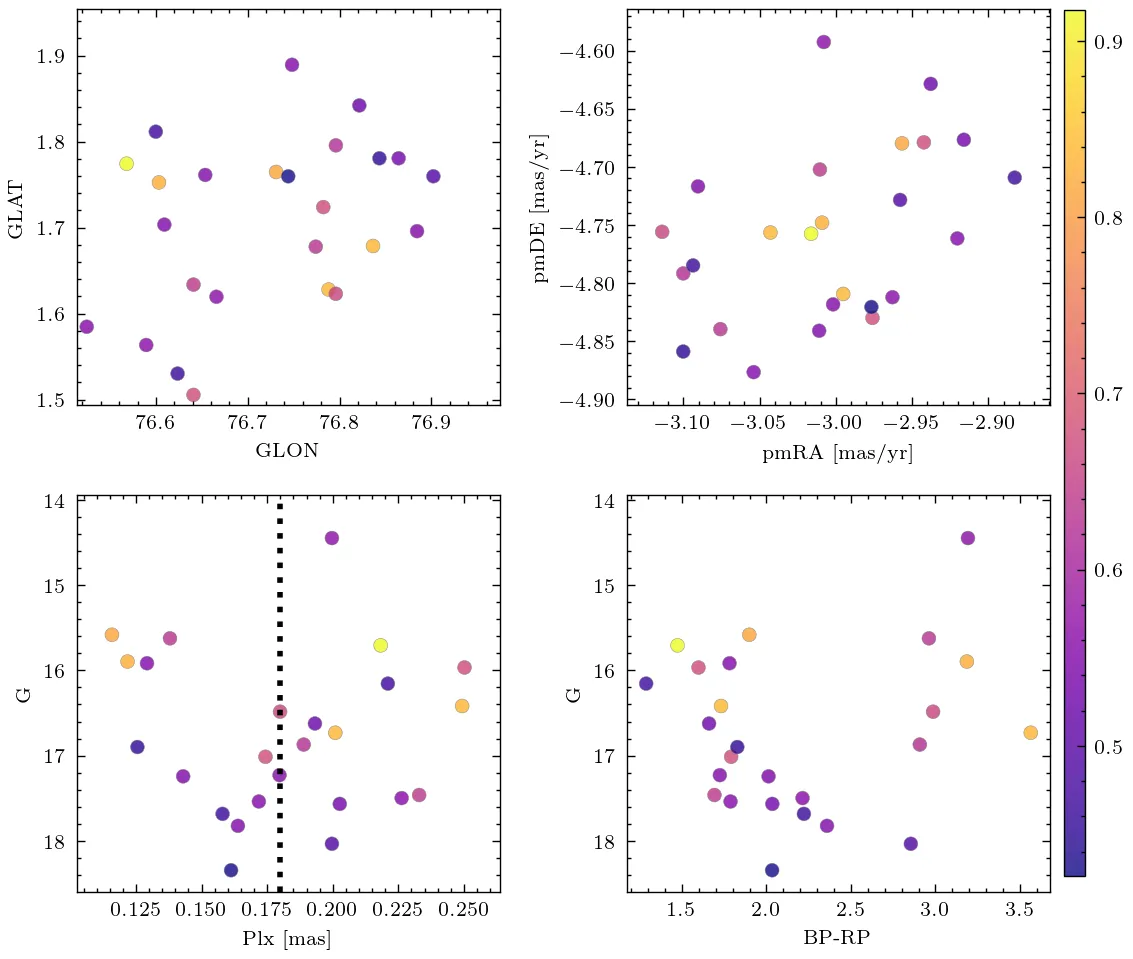 1.9
1.8
1.7
1.6
1.5
GLAT
76.6 76.7 76.8 76.9
GLON
−4.60
−4.65
−4.70
−4.75
−4.80
−4.85
−4.90
pmDE [mas/yr]
−3.10 −3.05 −3.00 −2.95 −2.90
pmRA [mas/yr]
14
15
16
17
18
G
0.125 0.150 0.175 0.200 0.225 0.250
Plx [mas]
14
15
16
17
18
G
1.5 2.0 2.5 3.0 3.5
BP-RP
0.9
0.8
0.7
0.6
0.5